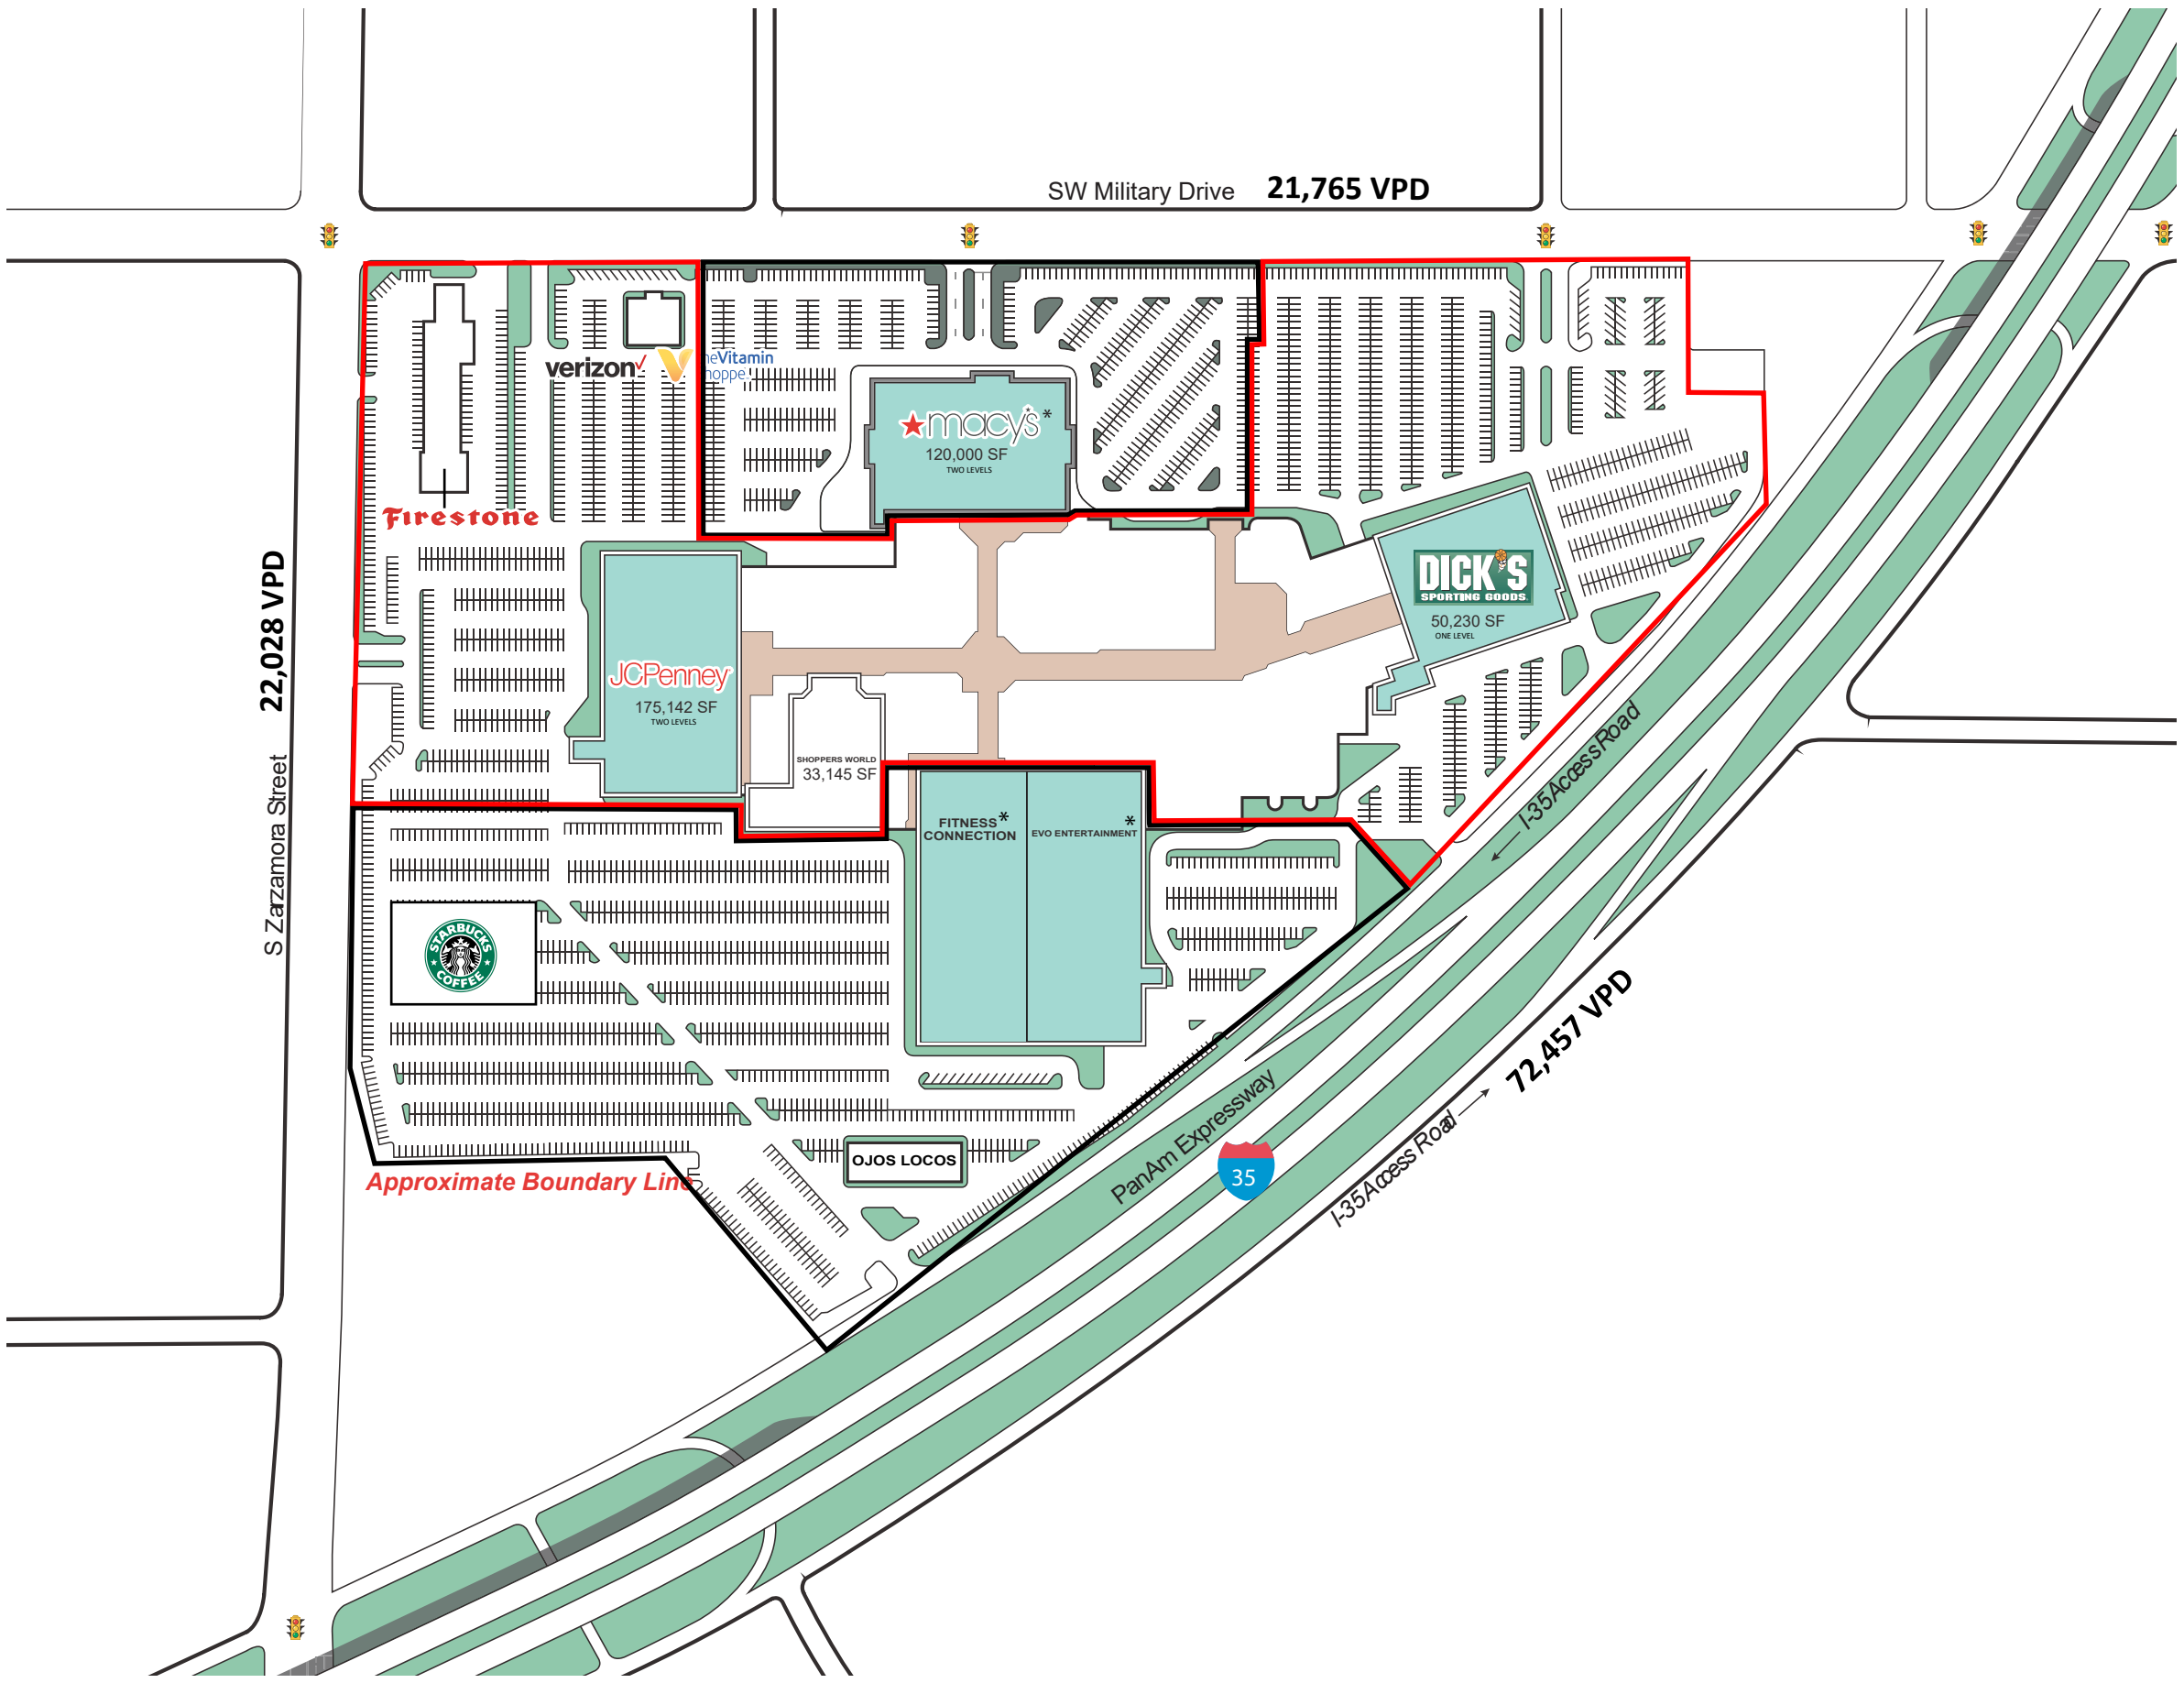 SW Military Drive 21,765 VPD
verizon
heVitamin
hoppe.
macy's*
120,000 SF
TWO LEVELS
Firestone
22,028 VPD
S Zarzamora Street
DICK'S
SPORTING GOODS
50,230 SF
ONE LEVEL
JCPenney
175,142 SF
TWO LEVELS
SHOPPERS WORLD
33,145 SF
I-35 Access Road
FITNESS*
CONNECTION
*
EVO ENTERTAINMENT
STARBUCKS
COFFEE
72,457 VPD
PanAm Expressway
I-35 Access Road
35
OJOS LOCOS
Approximate Boundary Line